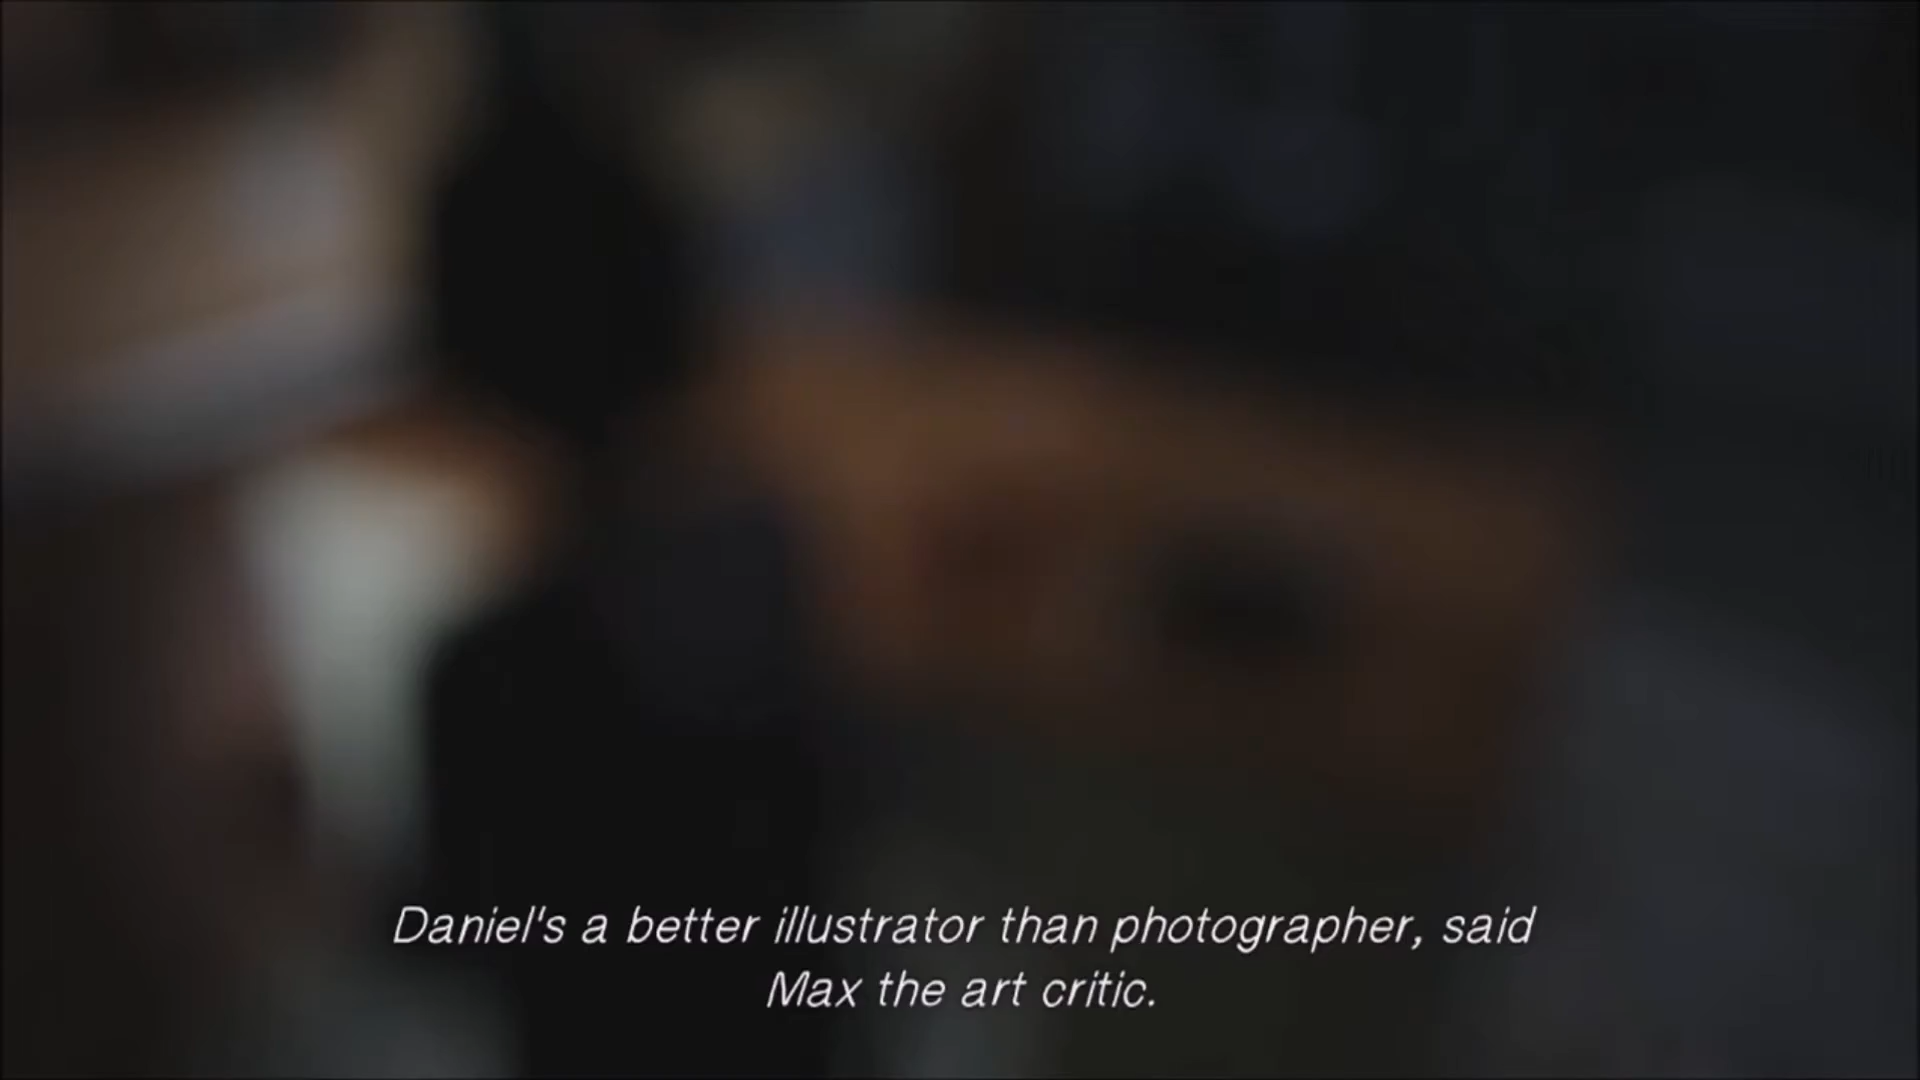 Daniel's a better illustrator than photographer, said
Max the art critic.